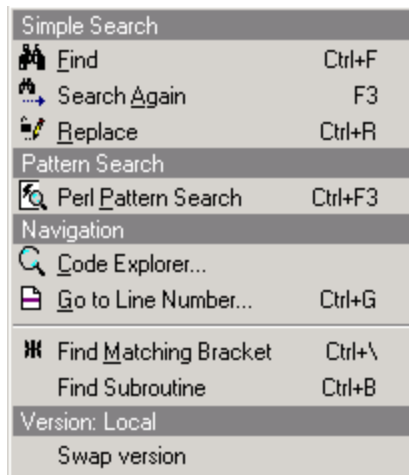 Simple Search
Find Ctrl+F
Search Again F3
Replace Ctrl+R
Pattern Search
Perl Pattern Search Ctrl+F3
Navigation
Code Explorer...
Go to Line Number... Ctrl+G
Find Matching Bracket Ctrl+\
Find Subroutine Ctrl+B
Version: Local
Swap version